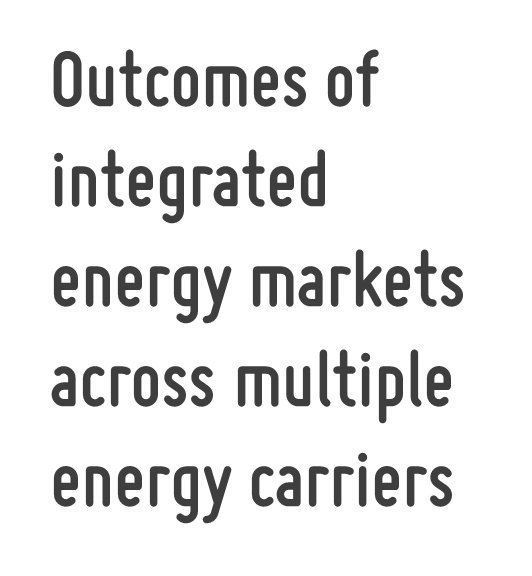 Outcomes of
integrated
energy markets
across multiple
energy carriers